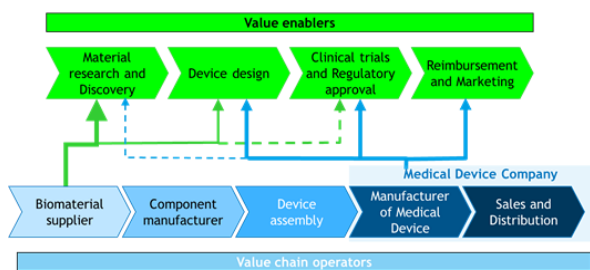 Value enablers
Material
research and
Discovery
Device design
Clinical trials
and Regulatory
approval
Reimbursement
and Marketing
Medical Device Company
Biomaterial
supplier
Component
manufacturer
Device
assembly
Manufacturer
of Medical
Device
Sales and
Distribution
Value chain operators